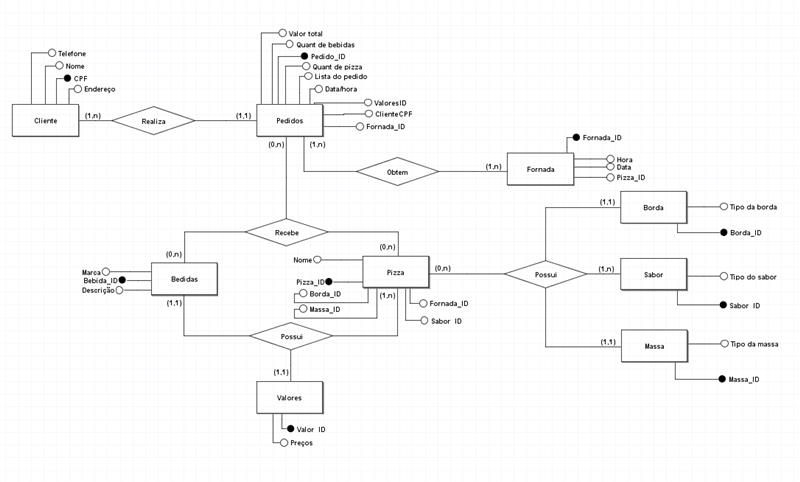 Valor total
Quant de bebidas
Telefone
Pedido_ID
Nome
Quant de pizza
CPF
Lista do pedido
Endereço
Data/hora
ValoresID
ClienteCPF
Fornada_ID
Cliente
(1,n)
Realiza
(1,1)
Pedidos
(0,n)
(1,n)
Fornada_ID
Obtem
(1,n)
Fornada
Hora
Data
Pizza_ID
(1,1)
Borda
Tipo da borda
Borda_ID
Recebe
(0,n)
(0,n)
Marca
Bebida_ID
Descrição
Bedidas
(1,1)
Nome
Pizza
(0,n)
Pizza_ID
(1,n)
Borda_ID
Massa_ID
Fornada_ID
Sabor ID
Possui
(1,n)
Sabor
Tipo do sabor
Sabor ID
Possui
(1,1)
Massa
Tipo da massa
Massa_ID
(1,1)
Valores
Valor ID
Preços